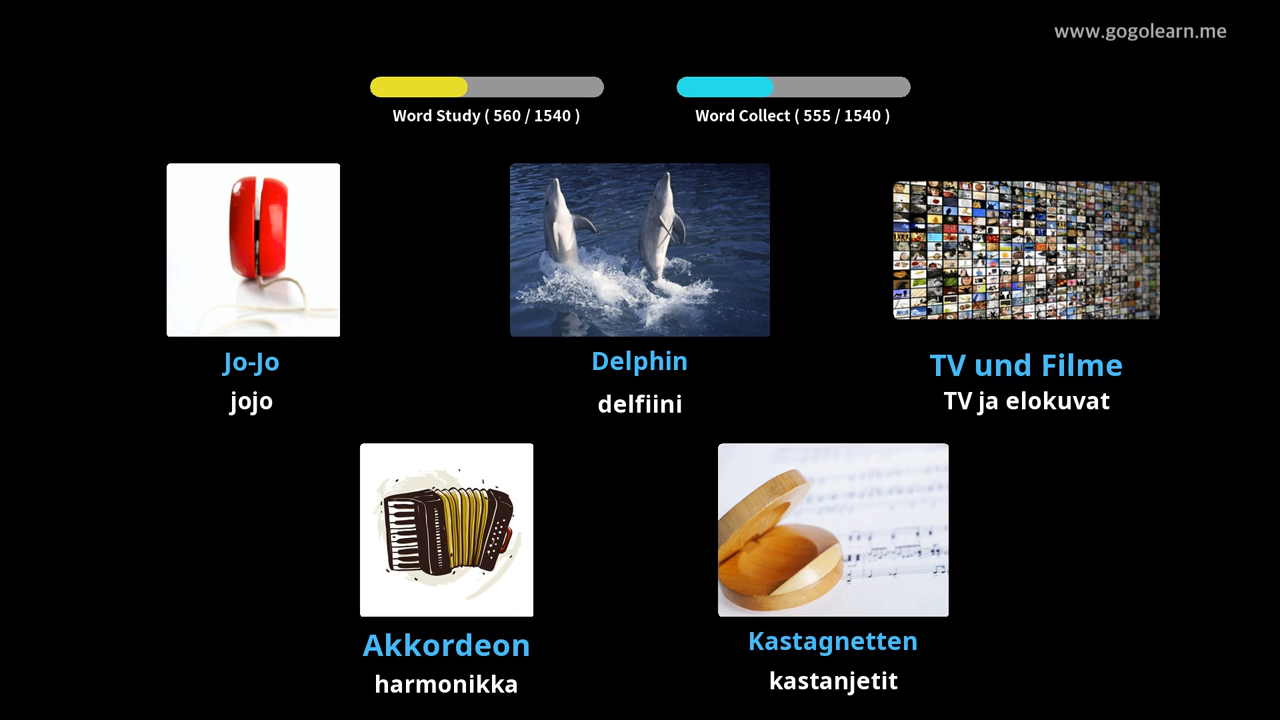 www.gogolearn.me
Word Study ( 560 / 1540 )
Word Collect ( 555 / 1540 )
Jo-Jo
jojo
Delphin
delfiini
TV und Filme
TV ja elokuvat
Akkordeon
harmonikka
Kastagnetten
kastanjetit